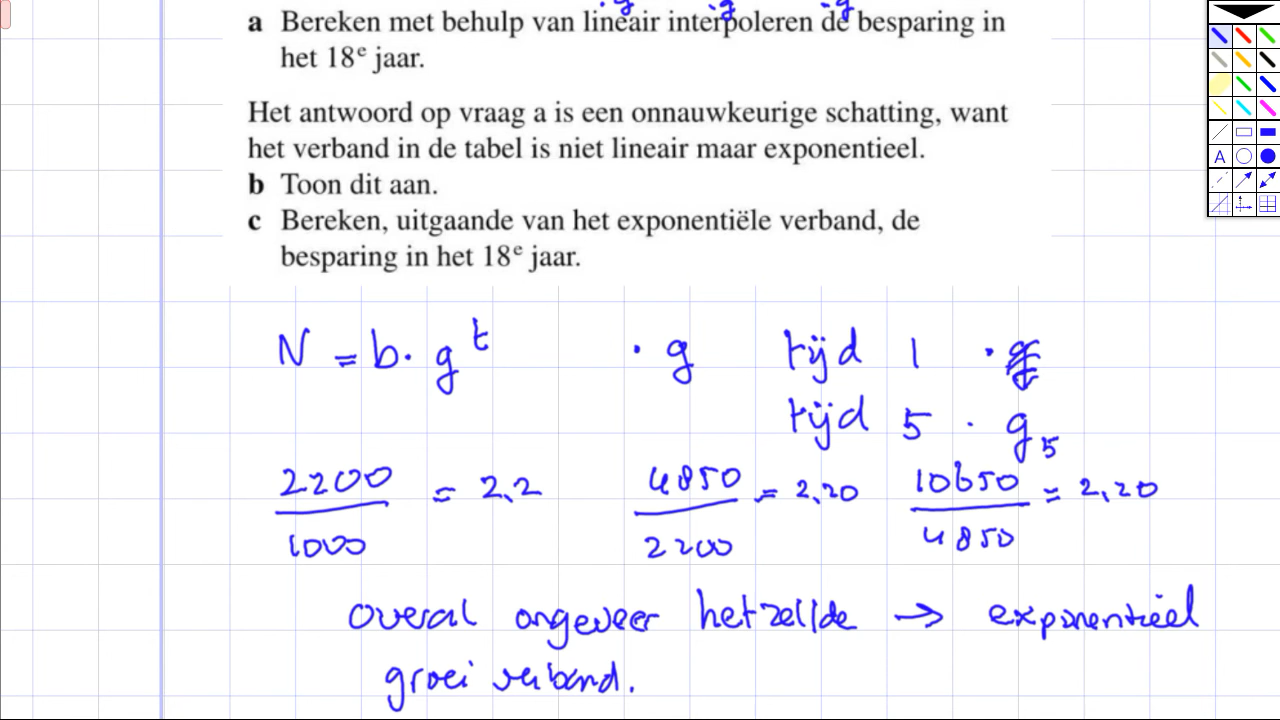 a Bereken met behulp van lineair interpoleren de besparing in
het 18e jaar.
Het antwoord op vraag a is een onnauwkeurige schatting, want
het verband in de tabel is niet lineair maar exponentieel.
b Toon dit aan.
c Bereken, uitgaande van het exponentiële verband, de
besparing in het 18e jaar.
N = b · g^t · g tijd 1 · g
tijd 5 · g5
2200/1000 = 2,2 4850/2200 = 2,20 10650/4850 = 2,20
overal ongeveer hetzelfde → exponentieel
groei verband.
A